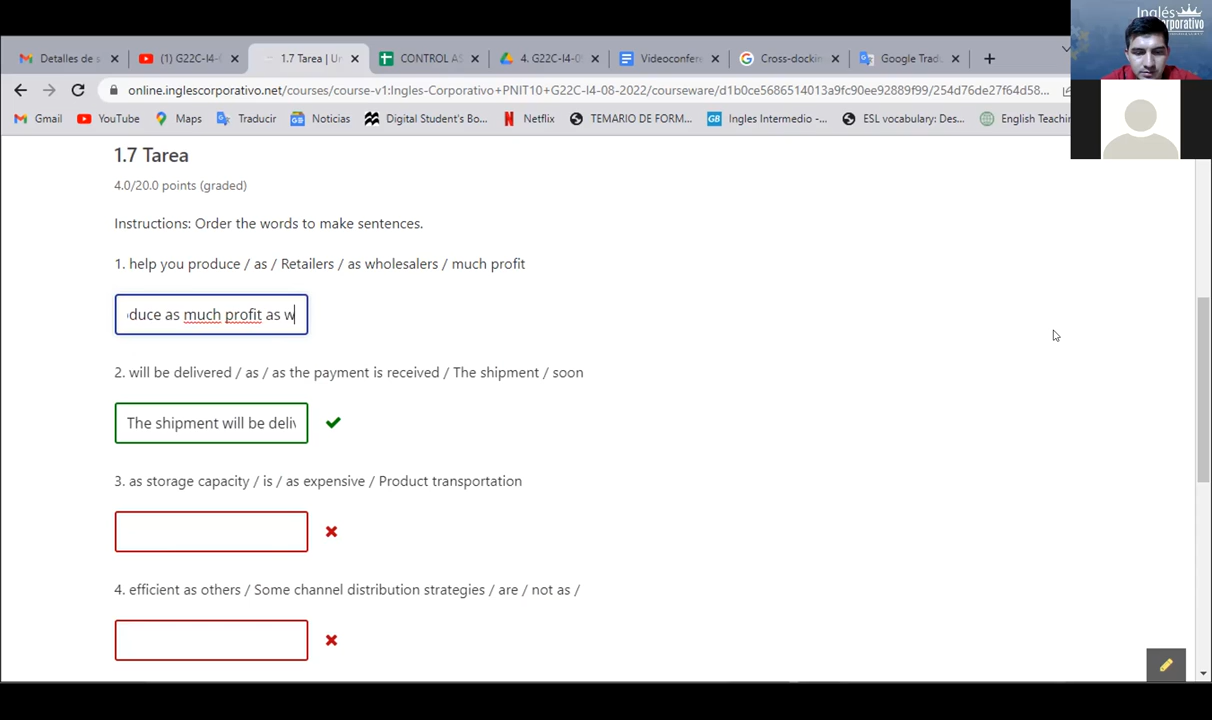 Inglés
Corporativo
Detalles de s
(1) G22C-I4-
1.7 Tarea | Un
CONTROL AS
4. G22C-I4-0
Videoconfer
Cross-dockin
Google Tradu
online.inglescorporativo.net/courses/course-v1:Ingles-Corporativo+PNIT10+G22C-I4-08-2022/courseware/d1b0ce5686514013a9fc90ee92889f99/254d76de27f64d58...
Gmail
YouTube
Maps
Traducir
Noticias
Digital Student's Bo...
Netflix
TEMARIO DE FORM...
Ingles Intermedio -...
ESL vocabulary: Des...
English Teachin
1.7 Tarea
4.0/20.0 points (graded)
Instructions: Order the words to make sentences.
1. help you produce / as / Retailers / as wholesalers / much profit
oduce as much profit as w
2. will be delivered / as / as the payment is received / The shipment / soon
The shipment will be deliv
3. as storage capacity / is / as expensive / Product transportation
4. efficient as others / Some channel distribution strategies / are / not as /